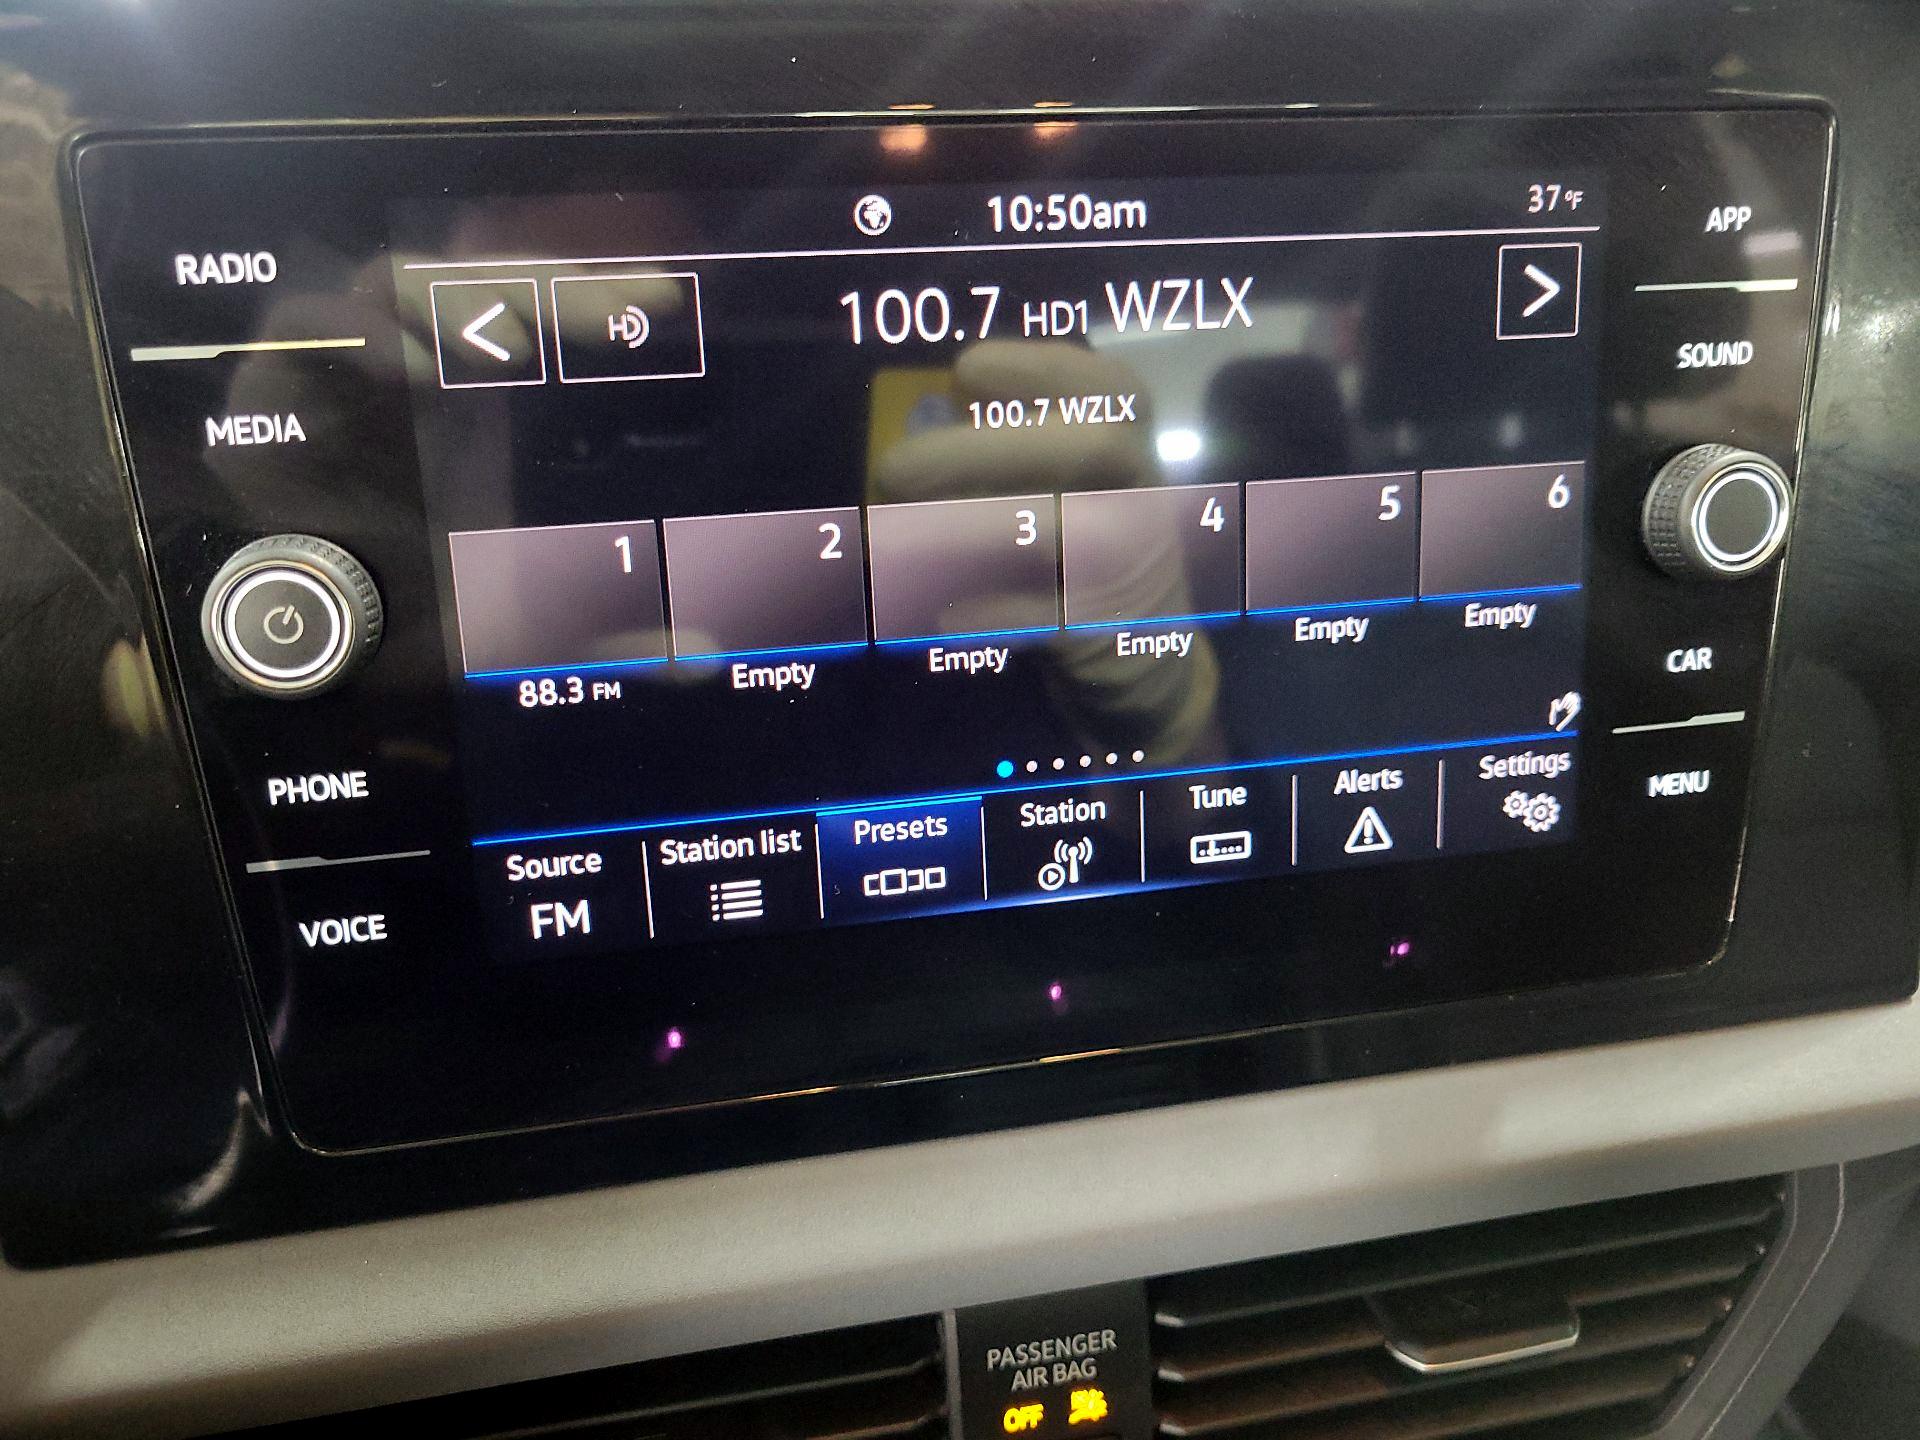 10:50am
37°F
RADIO
APP
HD
100.7 HD1 WZLX
SOUND
MEDIA
100.7 WZLX
1
2
3
4
5
6
88.3 FM
Empty
Empty
Empty
Empty
Empty
CAR
PHONE
MENU
Source
FM
Station list
Presets
Station
Tune
Alerts
Settings
VOICE
PASSENGER
AIR BAG
OFF